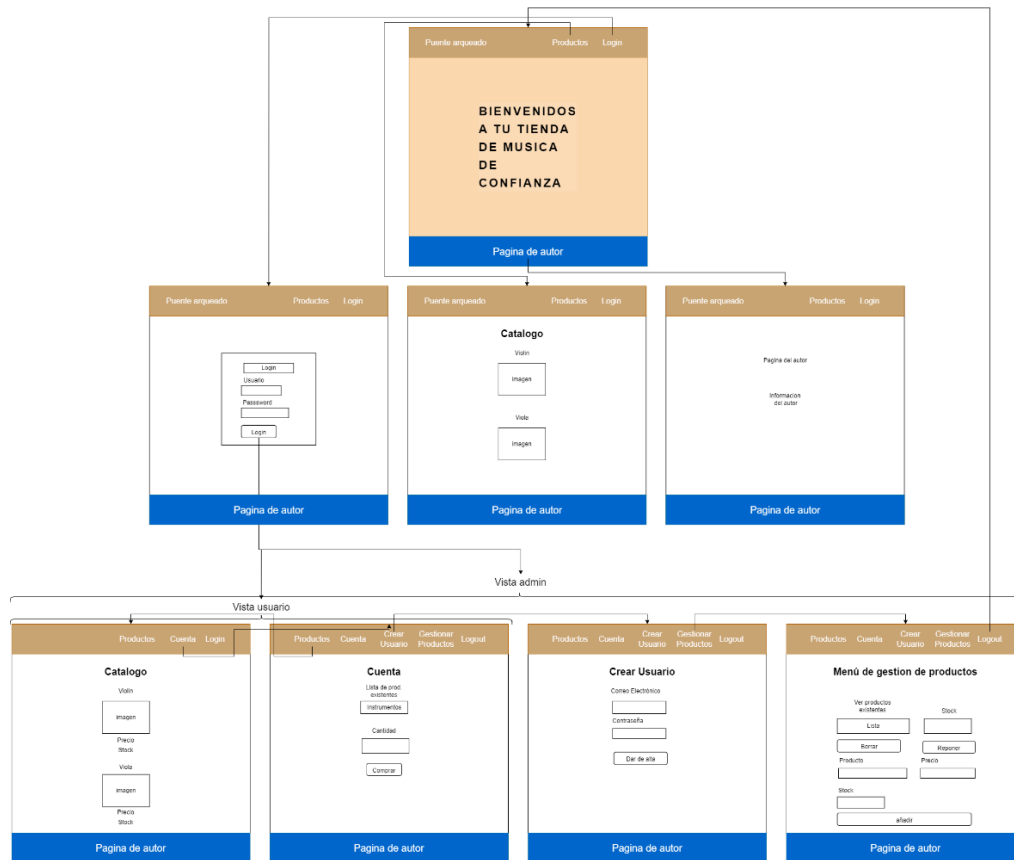 Puente arqueado Productos Login
BIENVENIDOS
A TU TIENDA
DE MUSICA
DE
CONFIANZA
Pagina de autor
Puente arqueado Productos Login
Login
Usuario
Passsword
Login
Pagina de autor
Puente arqueado Productos Login
Catalogo
Violin
Imagen
Viola
Imagen
Pagina de autor
Puente arqueado Productos Login
Pagina del autor
Informacion
del autor
Pagina de autor
Vista admin
Vista usuario
Productos Cuenta Login
Catalogo
Violin
Imagen
Precio
Stock
Viola
Imagen
Precio
Stock
Pagina de autor
Productos Cuenta Crear
Usuario Gestionar
Productos Logout
Cuenta
Lista de prod.
existentes
Instrumentos
Cantidad
Comprar
Pagina de autor
Productos Cuenta Crear
Usuario Gestionar
Productos Logout
Crear Usuario
Correo Electrónico
Contraseña
Dar de alta
Pagina de autor
Productos Cuenta Crear
Usuario Gestionar
Productos Logout
Menú de gestion de productos
Ver productos
existentes
Stock
Lista
Borrar Reponer
Producto Precio
Stock
añadir
Pagina de autor